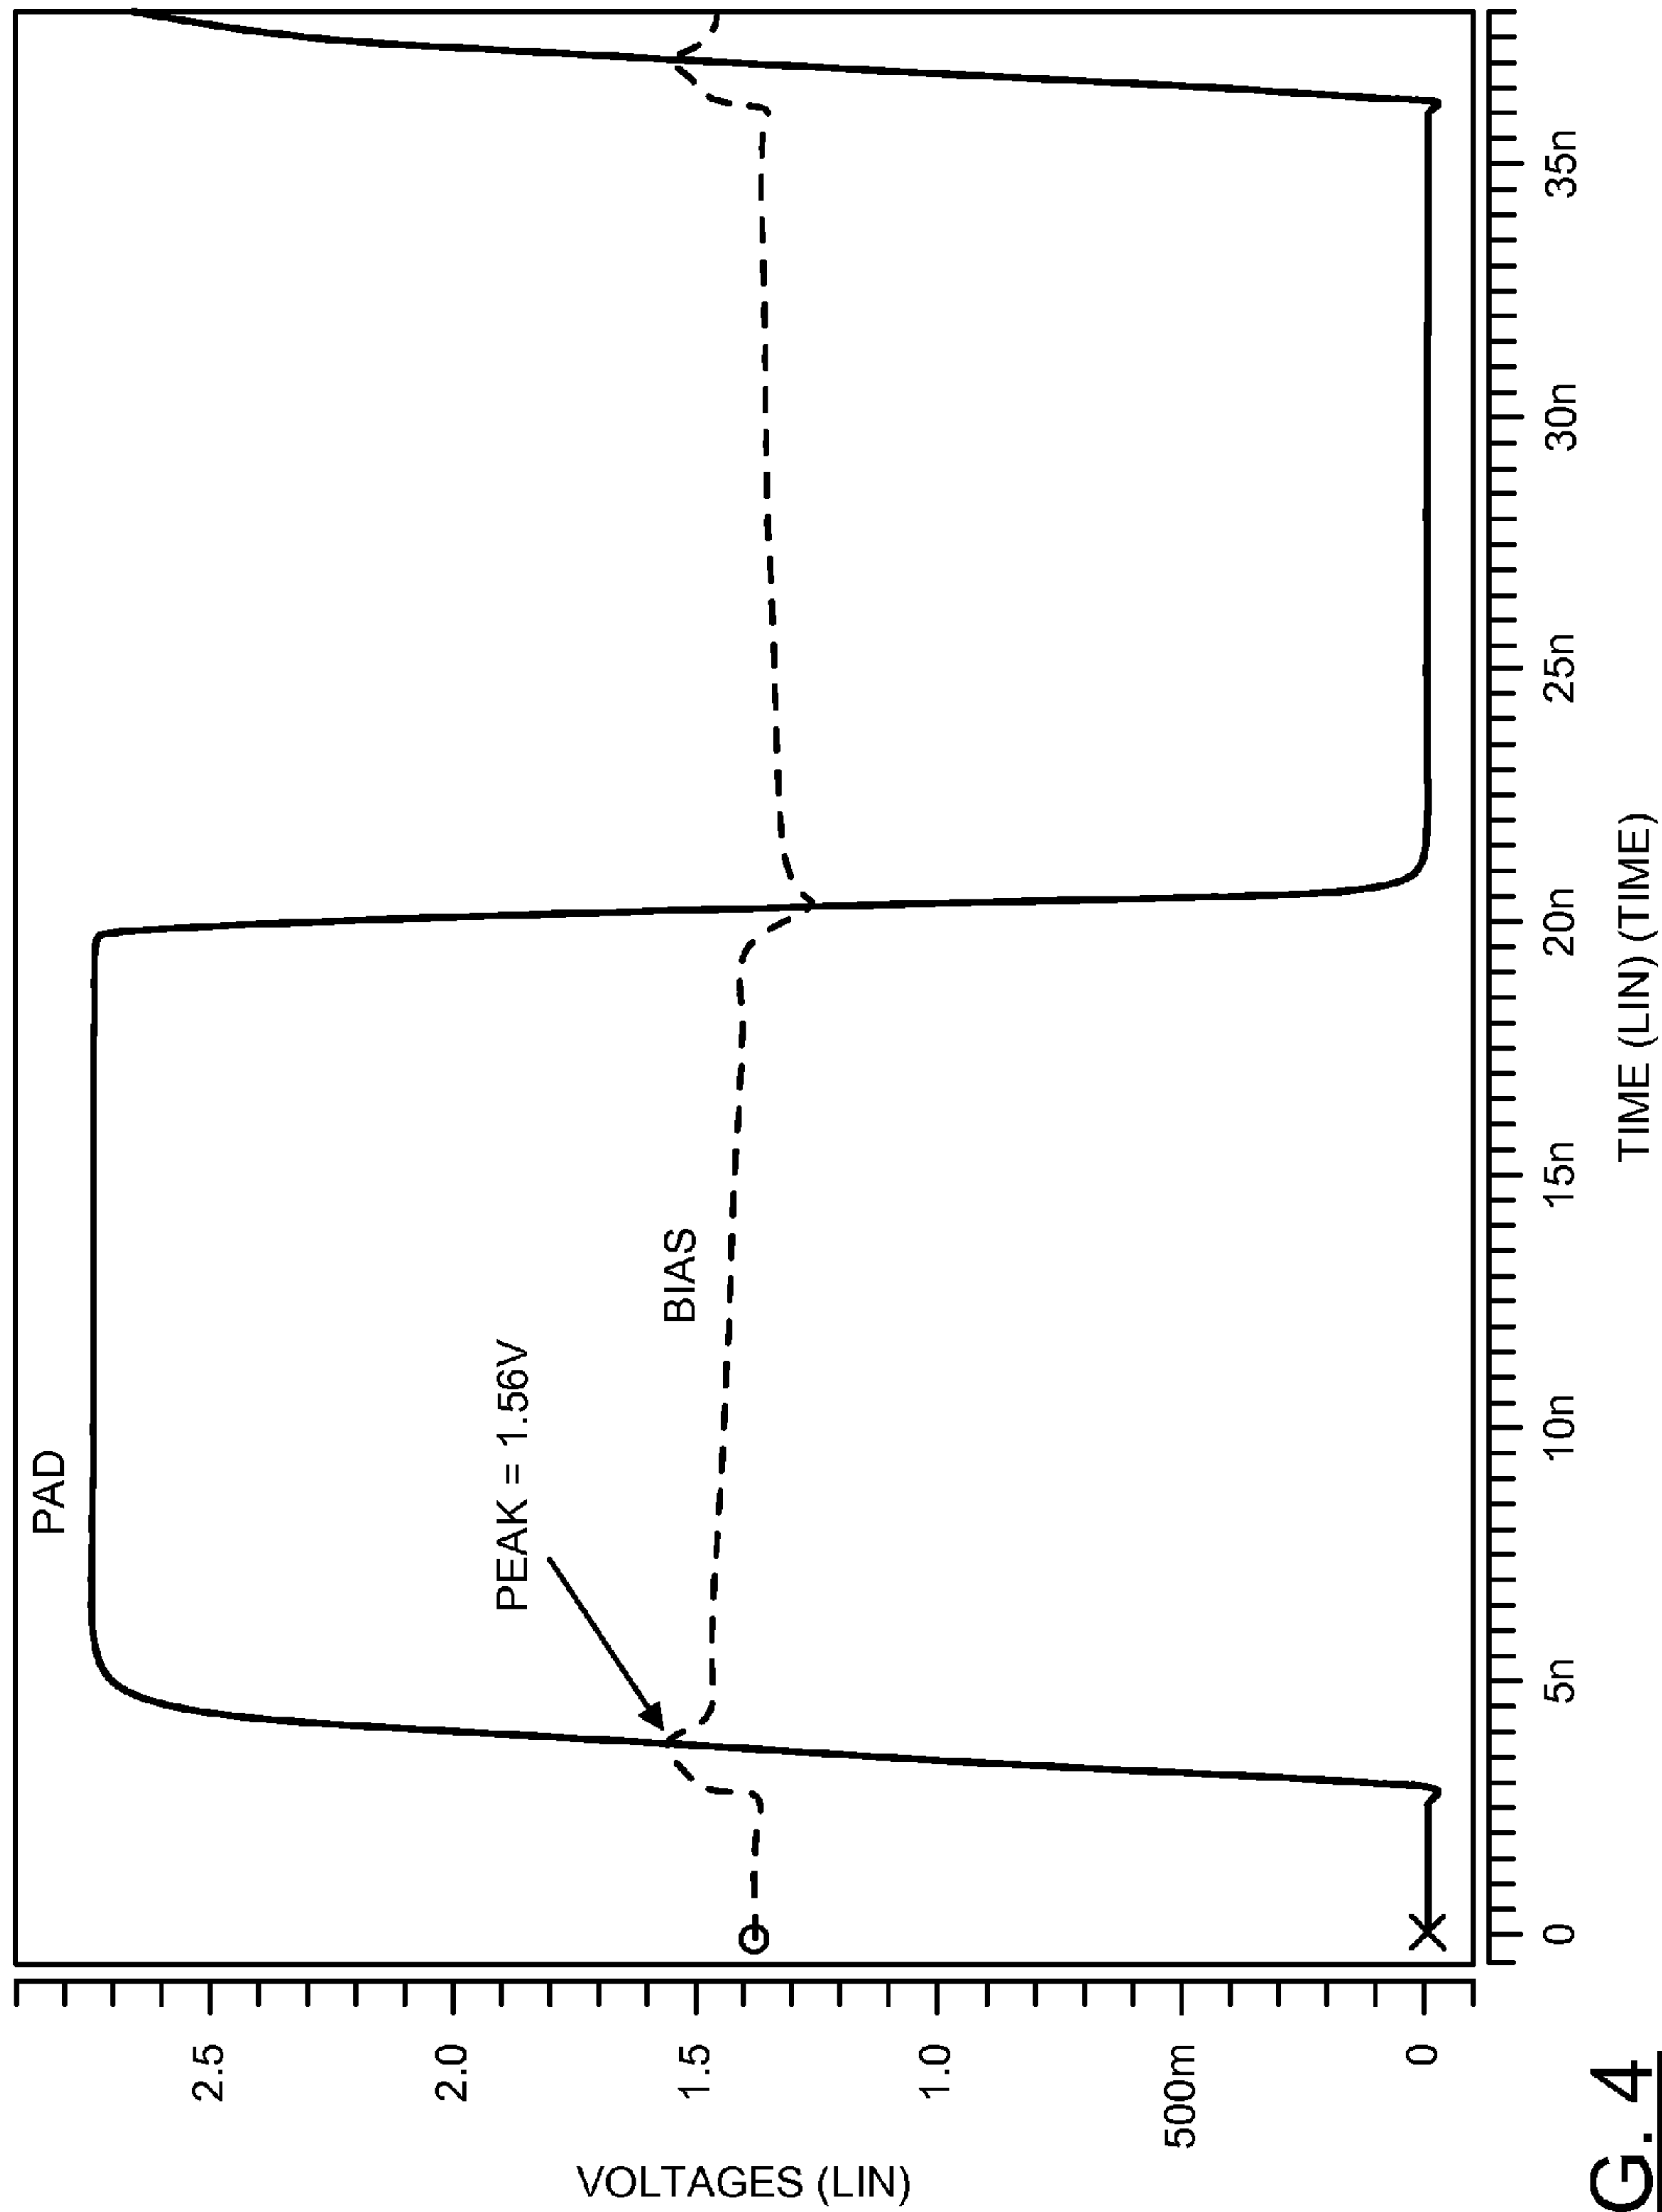 PAD
PEAK = 1.56V
BIAS
VOLTAGES (LIN)
2.5
2.0
1.5
1.0
500m
0
0
5n
10n
15n
20n
25n
30n
35n
TIME (LIN) (TIME)
G. 4